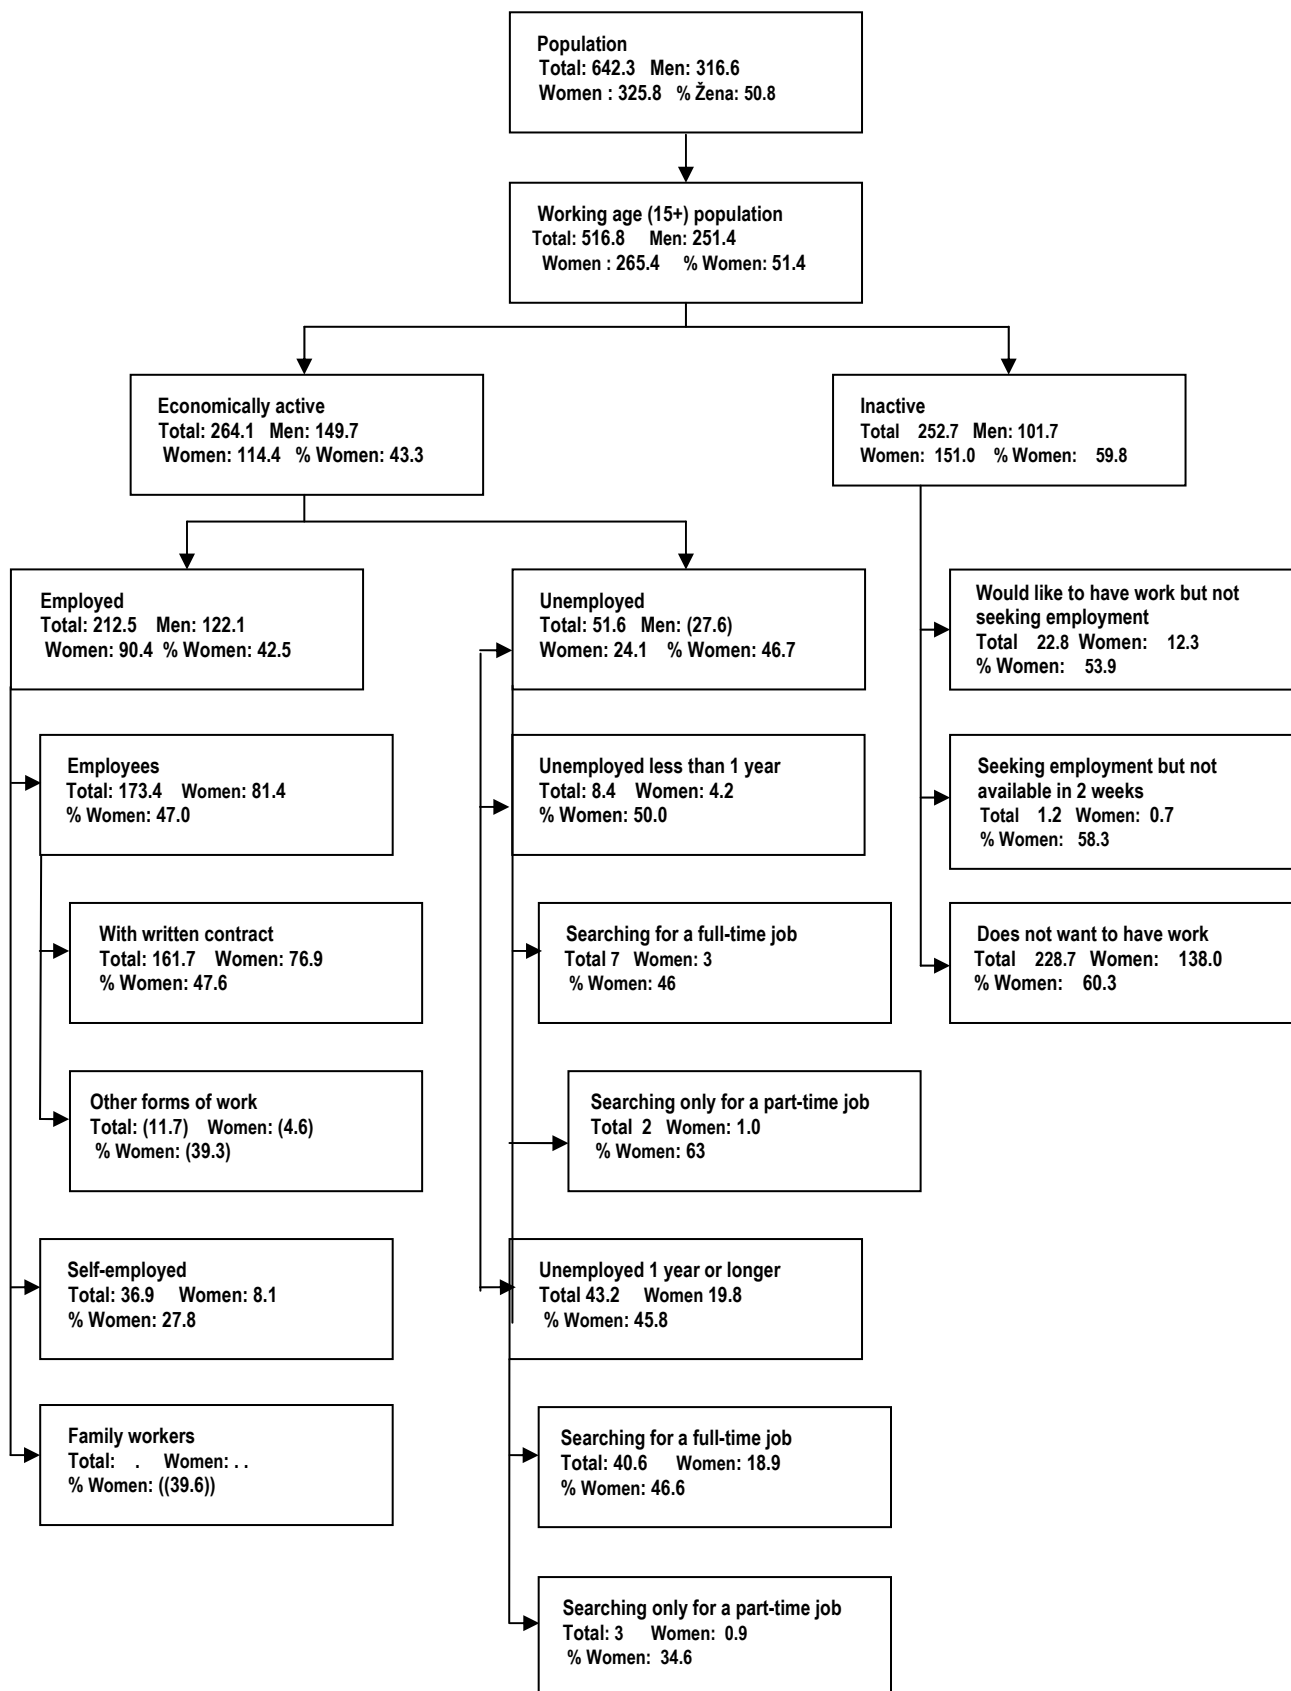 Population
Total: 642.3 Men: 316.6
Women : 325.8 % Žena: 50.8
Working age (15+) population
Total: 516.8 Men: 251.4
Women : 265.4 % Women: 51.4
Economically active
Total: 264.1 Men: 149.7
Women: 114.4 % Women: 43.3
Inactive
Total 252.7 Men: 101.7
Women: 151.0 % Women: 59.8
Employed
Total: 212.5 Men: 122.1
Women: 90.4 % Women: 42.5
Unemployed
Total: 51.6 Men: (27.6)
Women: 24.1 % Women: 46.7
Would like to have work but not
seeking employment
Total 22.8 Women: 12.3
% Women: 53.9
Employees
Total: 173.4 Women: 81.4
% Women: 47.0
Unemployed less than 1 year
Total: 8.4 Women: 4.2
% Women: 50.0
Seeking employment but not
available in 2 weeks
Total 1.2 Women: 0.7
% Women: 58.3
With written contract
Total: 161.7 Women: 76.9
% Women: 47.6
Searching for a full-time job
Total 7 Women: 3
% Women: 46
Does not want to have work
Total 228.7 Women: 138.0
% Women: 60.3
Other forms of work
Total: (11.7) Women: (4.6)
% Women: (39.3)
Searching only for a part-time job
Total 2 Women: 1.0
% Women: 63
Self-employed
Total: 36.9 Women: 8.1
% Women: 27.8
Unemployed 1 year or longer
Total 43.2 Women 19.8
% Women: 45.8
Family workers
Total: . Women: . .
% Women: ((39.6))
Searching for a full-time job
Total: 40.6 Women: 18.9
% Women: 46.6
Searching only for a part-time job
Total: 3 Women: 0.9
% Women: 34.6